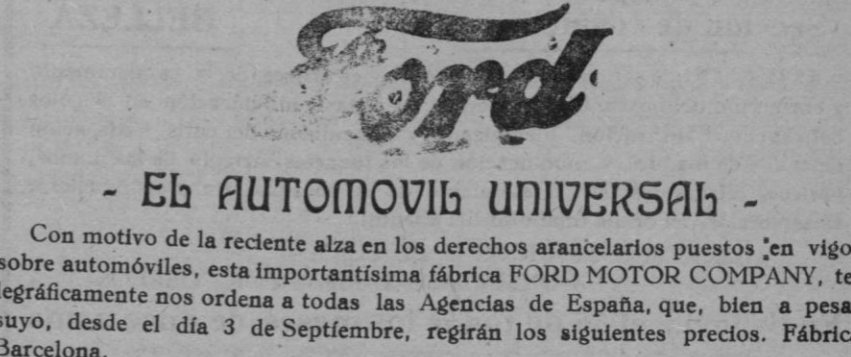 Ford
- EL AUTOMOVIL UNIVERSAL -
Con motivo de la reciente alza en los derechos arancelarios puestos en vigo
sobre automóviles, esta importantísima fábrica FORD MOTOR COMPANY, te
legráficamente nos ordena a todas las Agencias de España, que, bien a pesa
suyo, desde el día 3 de Septiembre, regirán los siguientes precios. Fábric
Barcelona.